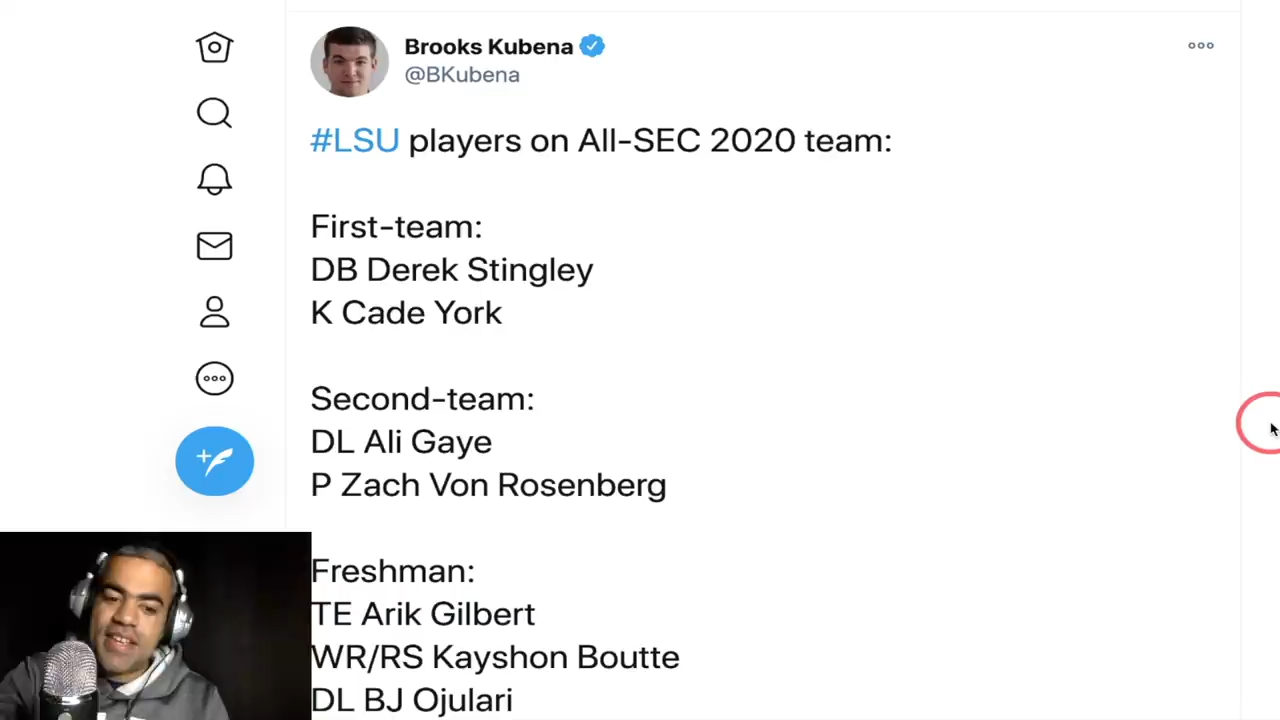 Brooks Kubena
@BKubena
#LSU players on All-SEC 2020 team:
First-team:
DB Derek Stingley
K Cade York
Second-team:
DL Ali Gaye
P Zach Von Rosenberg
Freshman:
TE Arik Gilbert
WR/RS Kayshon Boutte
DL BJ Ojulari